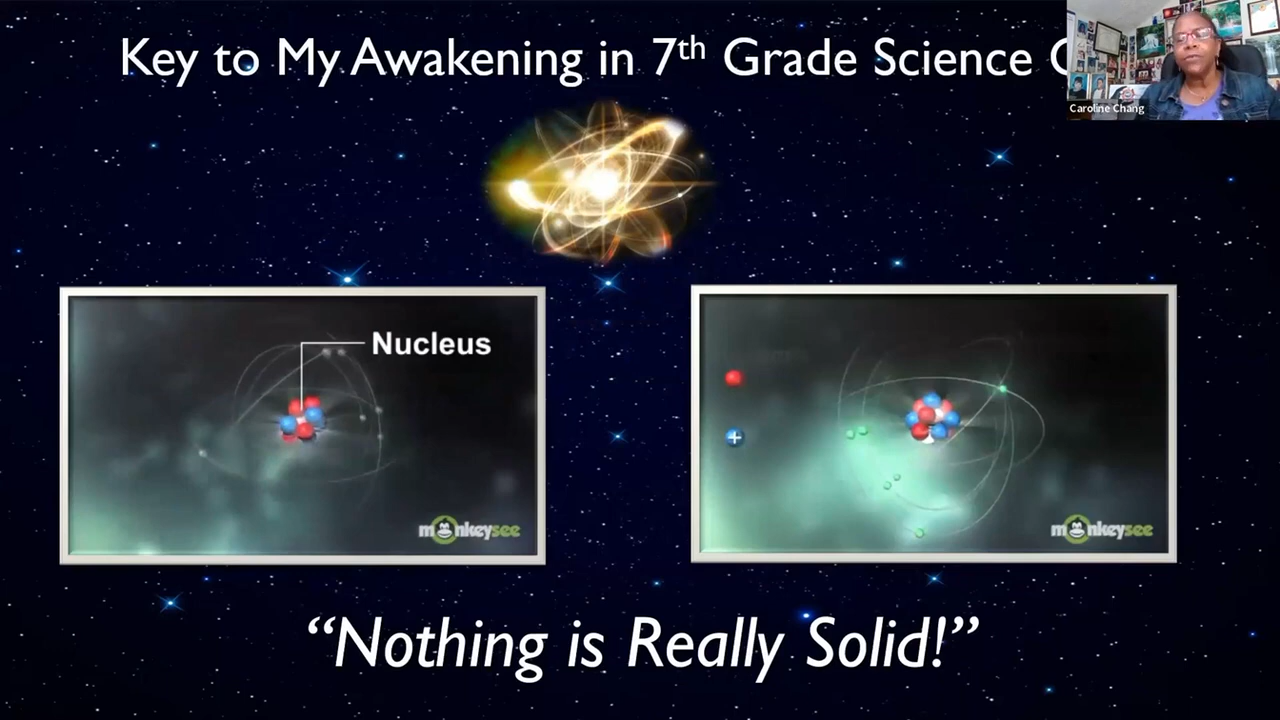 Key to My Awakening in 7th Grade Science
Caroline Chang
Nucleus
+
monkeysee
monkeysee
“Nothing is Really Solid!”